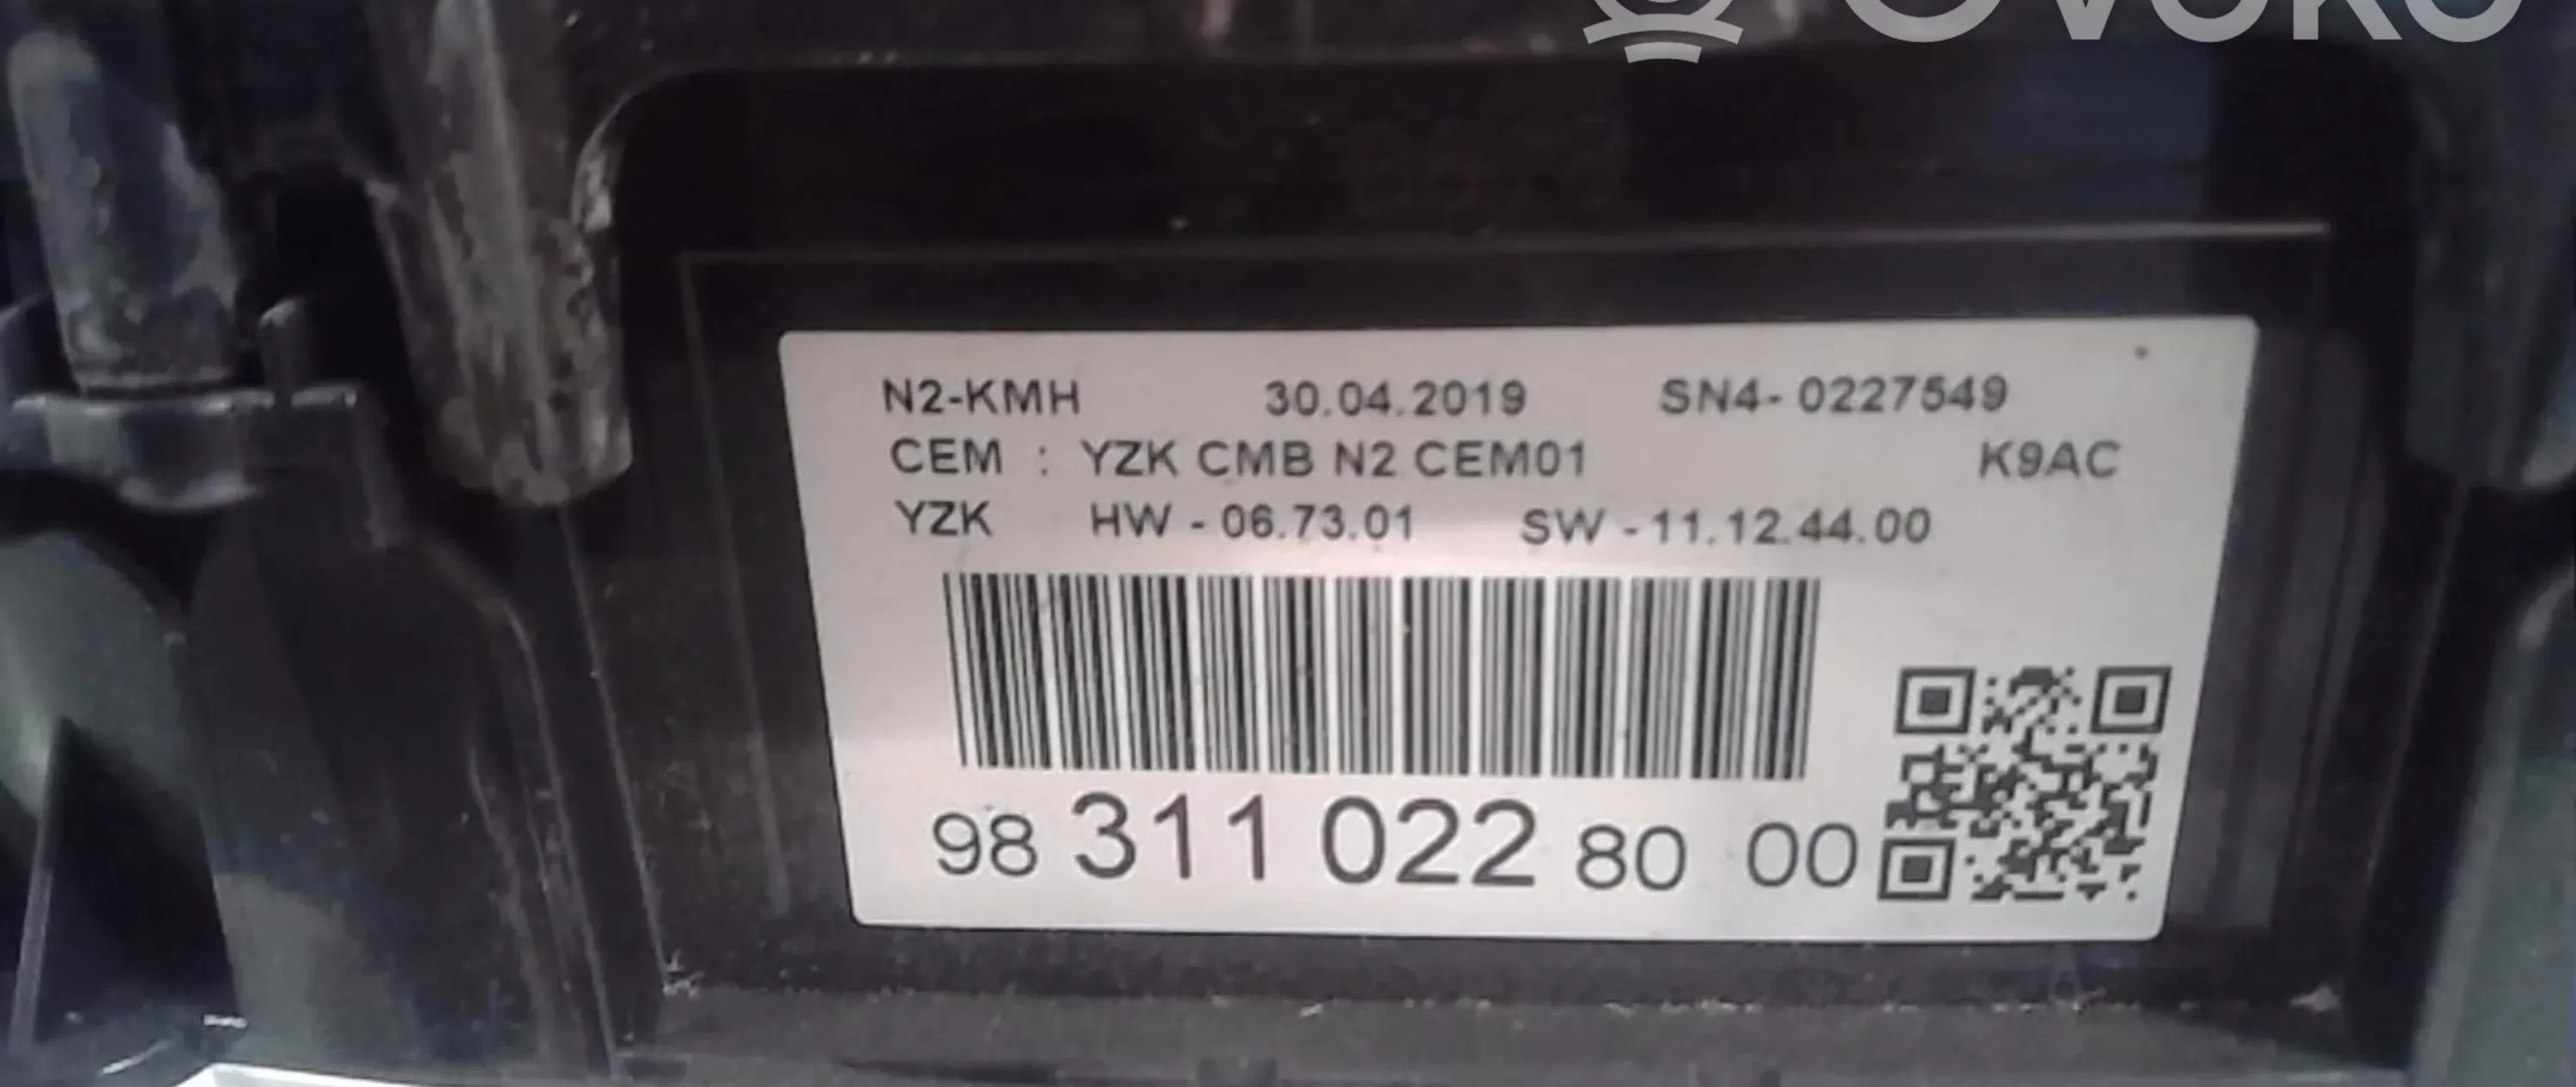 OVOKO
N2-KMH 30.04.2019 SN4- 0227549
CEM : YZK CMB N2 CEM01 K9AC
YZK HW - 06.73.01 SW - 11.12.44.00
98 311 022 80 00